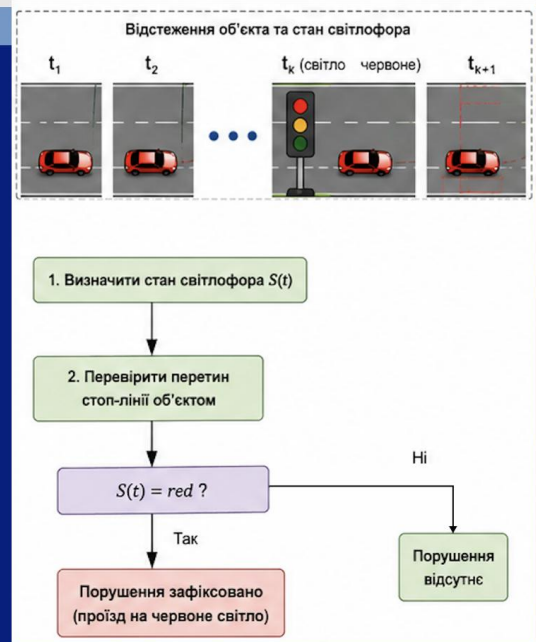 Відстеження об'єкта та стан світлофора
t₁ t₂ tₖ (світло червоне) tₖ₊₁
1. Визначити стан світлофора S(t)
2. Перевірити перетин
стоп-лінії об'єктом
S(t) = red ?
Ні
Так
Порушення
відсутнє
Порушення зафіксовано
(проїзд на червоне світло)